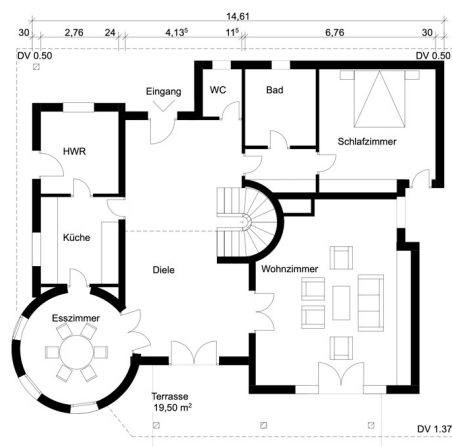 14,61
30 2,76 24 4,13⁵ 11⁵ 6,76 30
DV 0.50 DV 0.50
Eingang
WC
Bad
Schlafzimmer
HWR
Küche
Diele
Wohnzimmer
Esszimmer
Terrasse
19,50 m²
DV 1.37